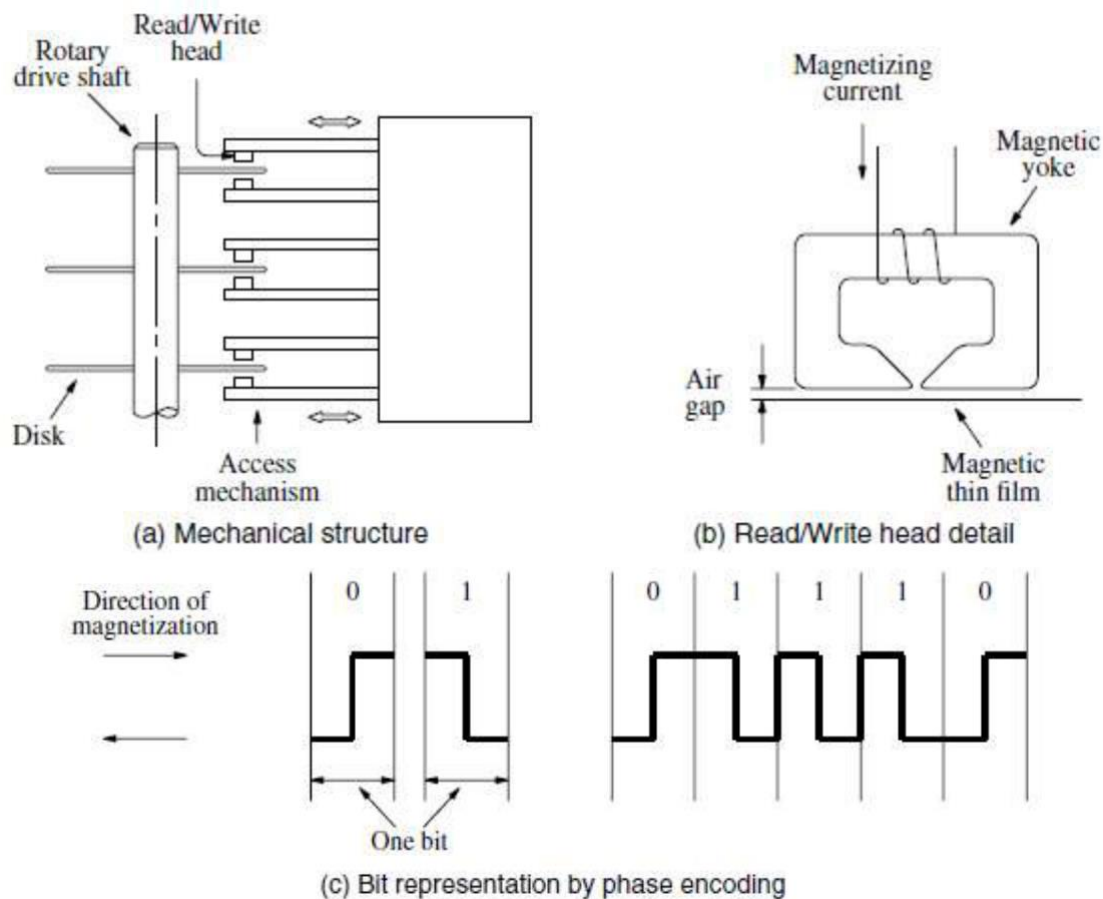 Read/Write
head
Rotary
drive shaft
Disk
Access
mechanism
(a) Mechanical structure
Magnetizing
current
Magnetic
yoke
Air
gap
Magnetic
thin film
(b) Read/Write head detail
Direction of
magnetization
0 1
0 1 1 1 0
One bit
(c) Bit representation by phase encoding